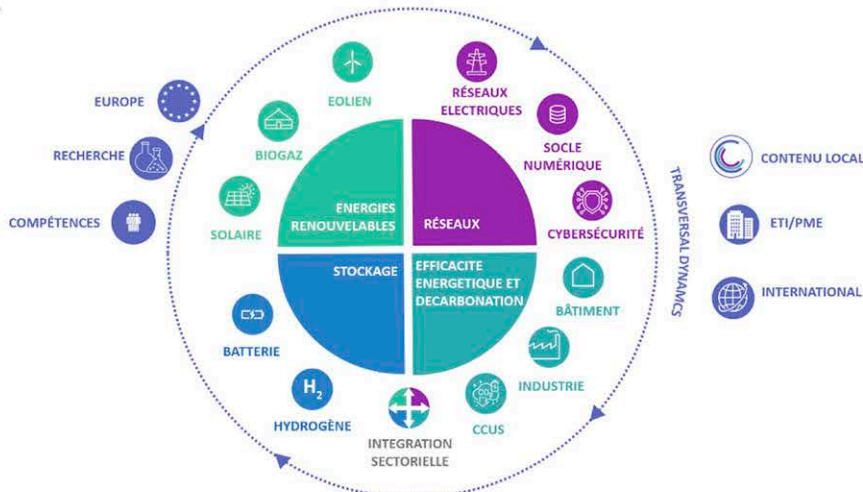 EOLIEN
BIOGAZ
SOLAIRE
ENERGIES
RENOUVELABLES
RÉSEAUX
ELECTRIQUES
SOCLE
NUMÉRIQUE
CYBERSÉCURITÉ
RÉSEAUX
STOCKAGE
BATTERIE
H₂
HYDROGÈNE
EFFICACITE
ENERGETIQUE ET
DECARBONATION
BÂTIMENT
INDUSTRIE
CO₂
CCUS
INTEGRATION
SECTORIELLE
EUROPE
RECHERCHE
COMPÉTENCES
TRANSVERSAL DYNAMCS
CONTENU LOCAL
ETI/PME
INTERNATIONAL